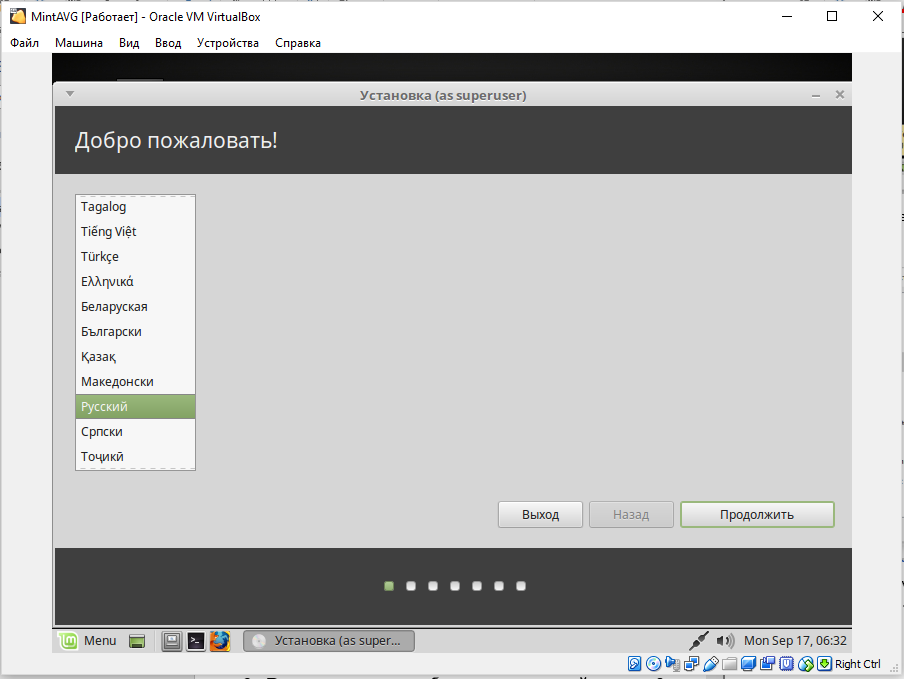 MintAVG [Работает] - Oracle VM VirtualBox
Файл Машина Вид Ввод Устройства Справка
Установка (as superuser)
Добро пожаловать!
Tagalog
Tiếng Việt
Türkçe
Ελληνικά
Беларуская
Български
Қазақ
Македонски
Русский
Српски
Тоҷикӣ
Выход Назад Продолжить
Menu Установка (as super... Mon Sep 17, 06:32
Right Ctrl